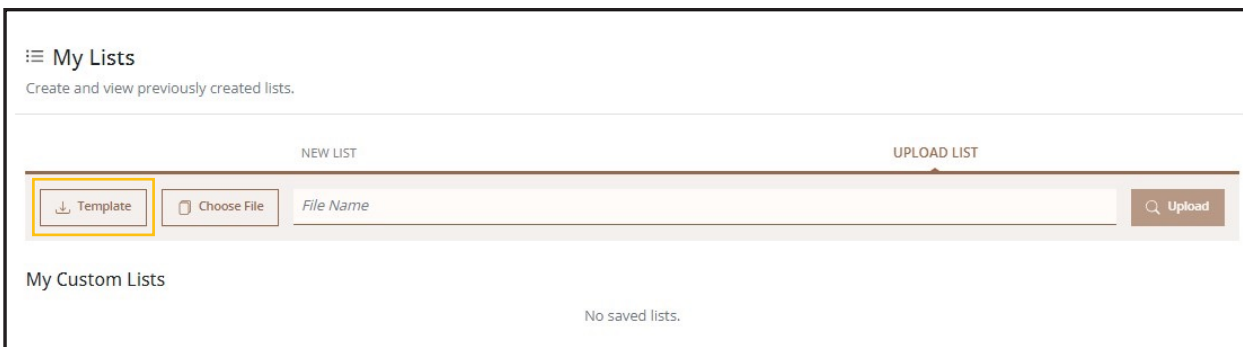 My Lists
Create and view previously created lists.
NEW LIST
UPLOAD LIST
Template
Choose File
File Name
Upload
My Custom Lists
No saved lists.